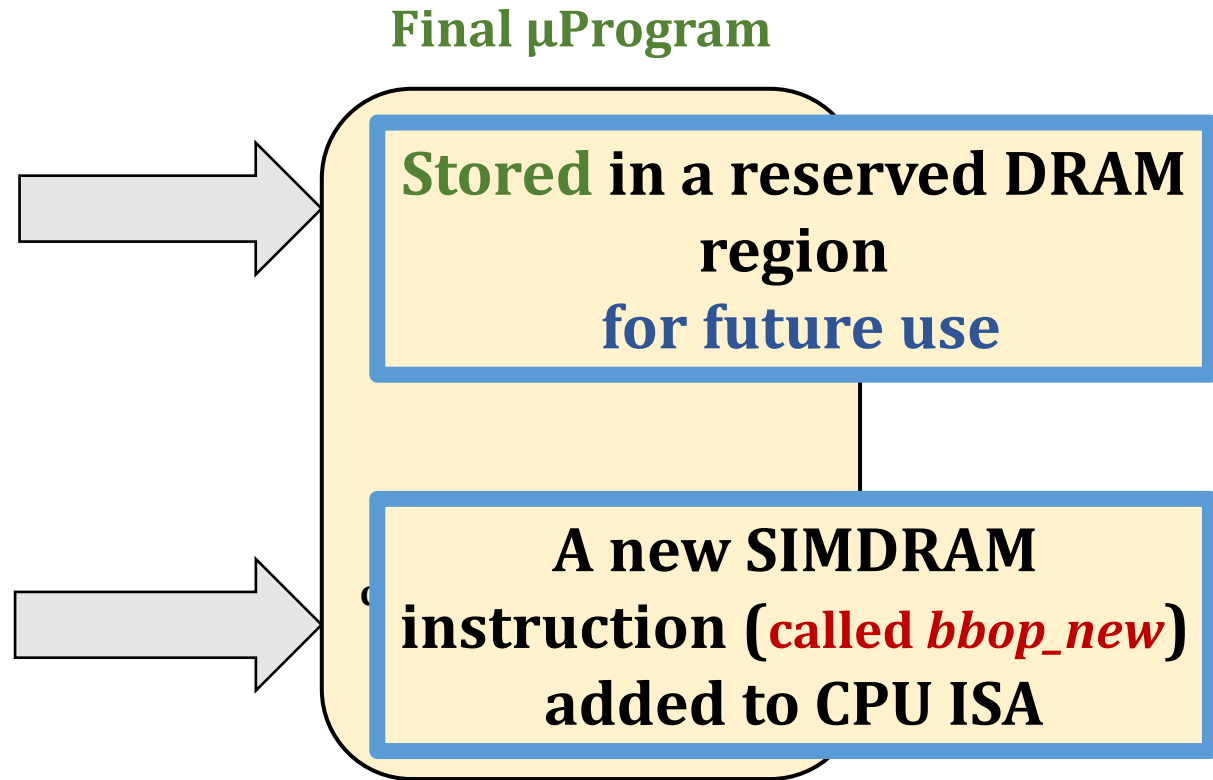 Final μProgram
Stored in a reserved DRAM
region
for future use
A new SIMDRAM
instruction (called bbop_new)
added to CPU ISA